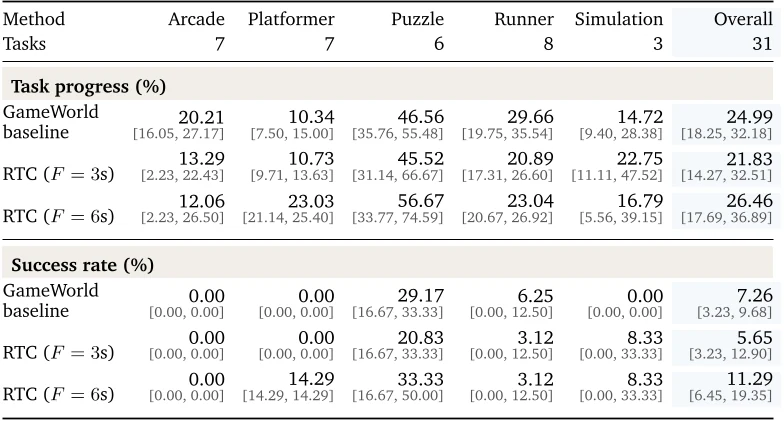 Method Arcade Platformer Puzzle Runner Simulation Overall
Tasks 7 7 6 8 3 31
Task progress (%)
GameWorld baseline 20.21 10.34 46.56 29.66 14.72 24.99
[16.05, 27.17] [7.50, 15.00] [35.76, 55.48] [19.75, 35.54] [9.40, 28.38] [18.25, 32.18]
RTC (F = 3s) 13.29 10.73 45.52 20.89 22.75 21.83
[2.23, 22.43] [9.71, 13.63] [31.14, 66.67] [17.31, 26.60] [11.11, 47.52] [14.27, 32.51]
RTC (F = 6s) 12.06 23.03 56.67 23.04 16.79 26.46
[2.23, 26.50] [21.14, 25.40] [33.77, 74.59] [20.67, 26.92] [5.56, 39.15] [17.69, 36.89]
Success rate (%)
GameWorld baseline 0.00 0.00 29.17 6.25 0.00 7.26
[0.00, 0.00] [0.00, 0.00] [16.67, 33.33] [0.00, 12.50] [0.00, 0.00] [3.23, 9.68]
RTC (F = 3s) 0.00 0.00 20.83 3.12 8.33 5.65
[0.00, 0.00] [0.00, 0.00] [16.67, 33.33] [0.00, 12.50] [0.00, 33.33] [3.23, 12.90]
RTC (F = 6s) 0.00 14.29 33.33 3.12 8.33 11.29
[0.00, 0.00] [14.29, 14.29] [16.67, 50.00] [0.00, 12.50] [0.00, 33.33] [6.45, 19.35]